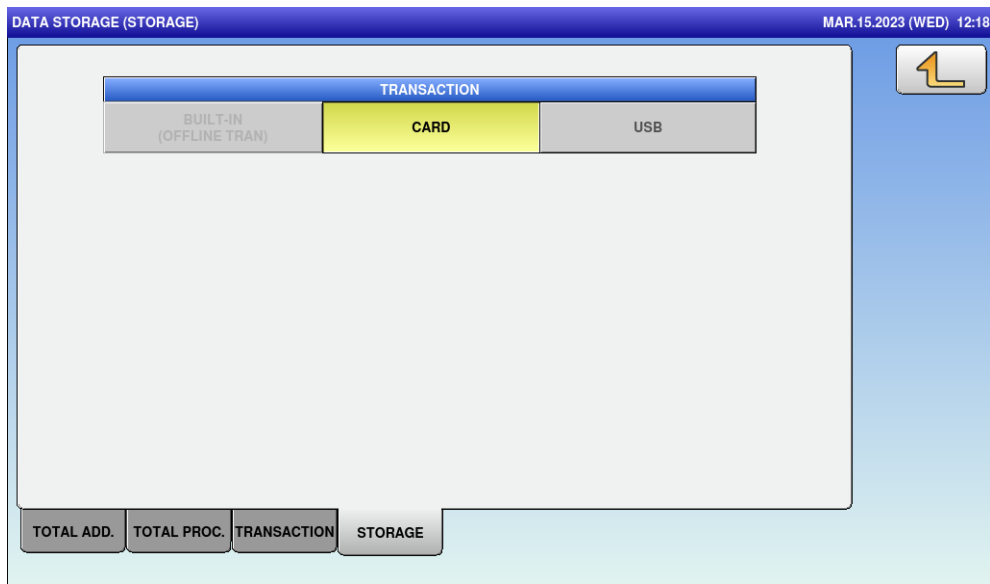 DATA STORAGE (STORAGE) MAR.15.2023 (WED) 12:18
TRANSACTION
BUILT-IN
(OFFLINE TRAN)
CARD
USB
TOTAL ADD.
TOTAL PROC.
TRANSACTION
STORAGE